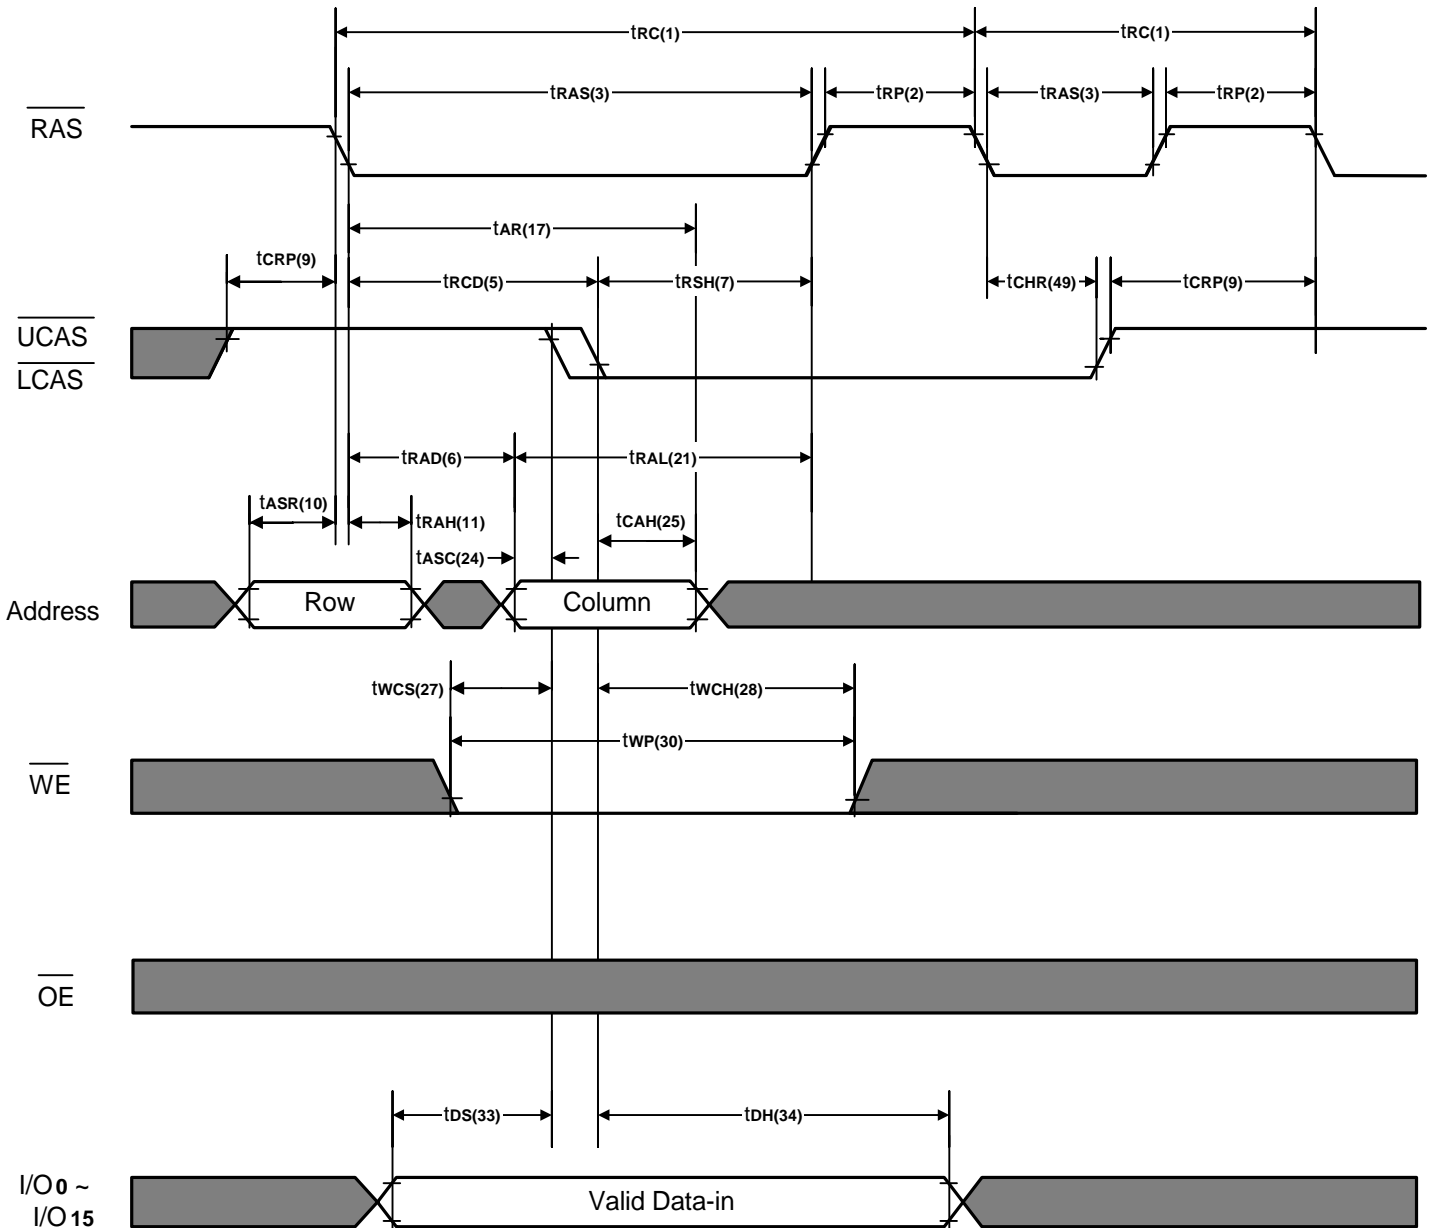 tRC(1) tRC(1)
tRAS(3) tRP(2) tRAS(3) tRP(2)
RAS
tAR(17)
tCRP(9) tRCD(5) tRSH(7) tCHR(49) tCRP(9)
UCAS
LCAS
tRAD(6) tRAL(21)
tASR(10) tRAH(11) tCAH(25)
tASC(24)
Address Row Column
tWCS(27) tWCH(28)
tWP(30)
WE
OE
tDS(33) tDH(34)
I/O0 ~ Valid Data-in
I/O15